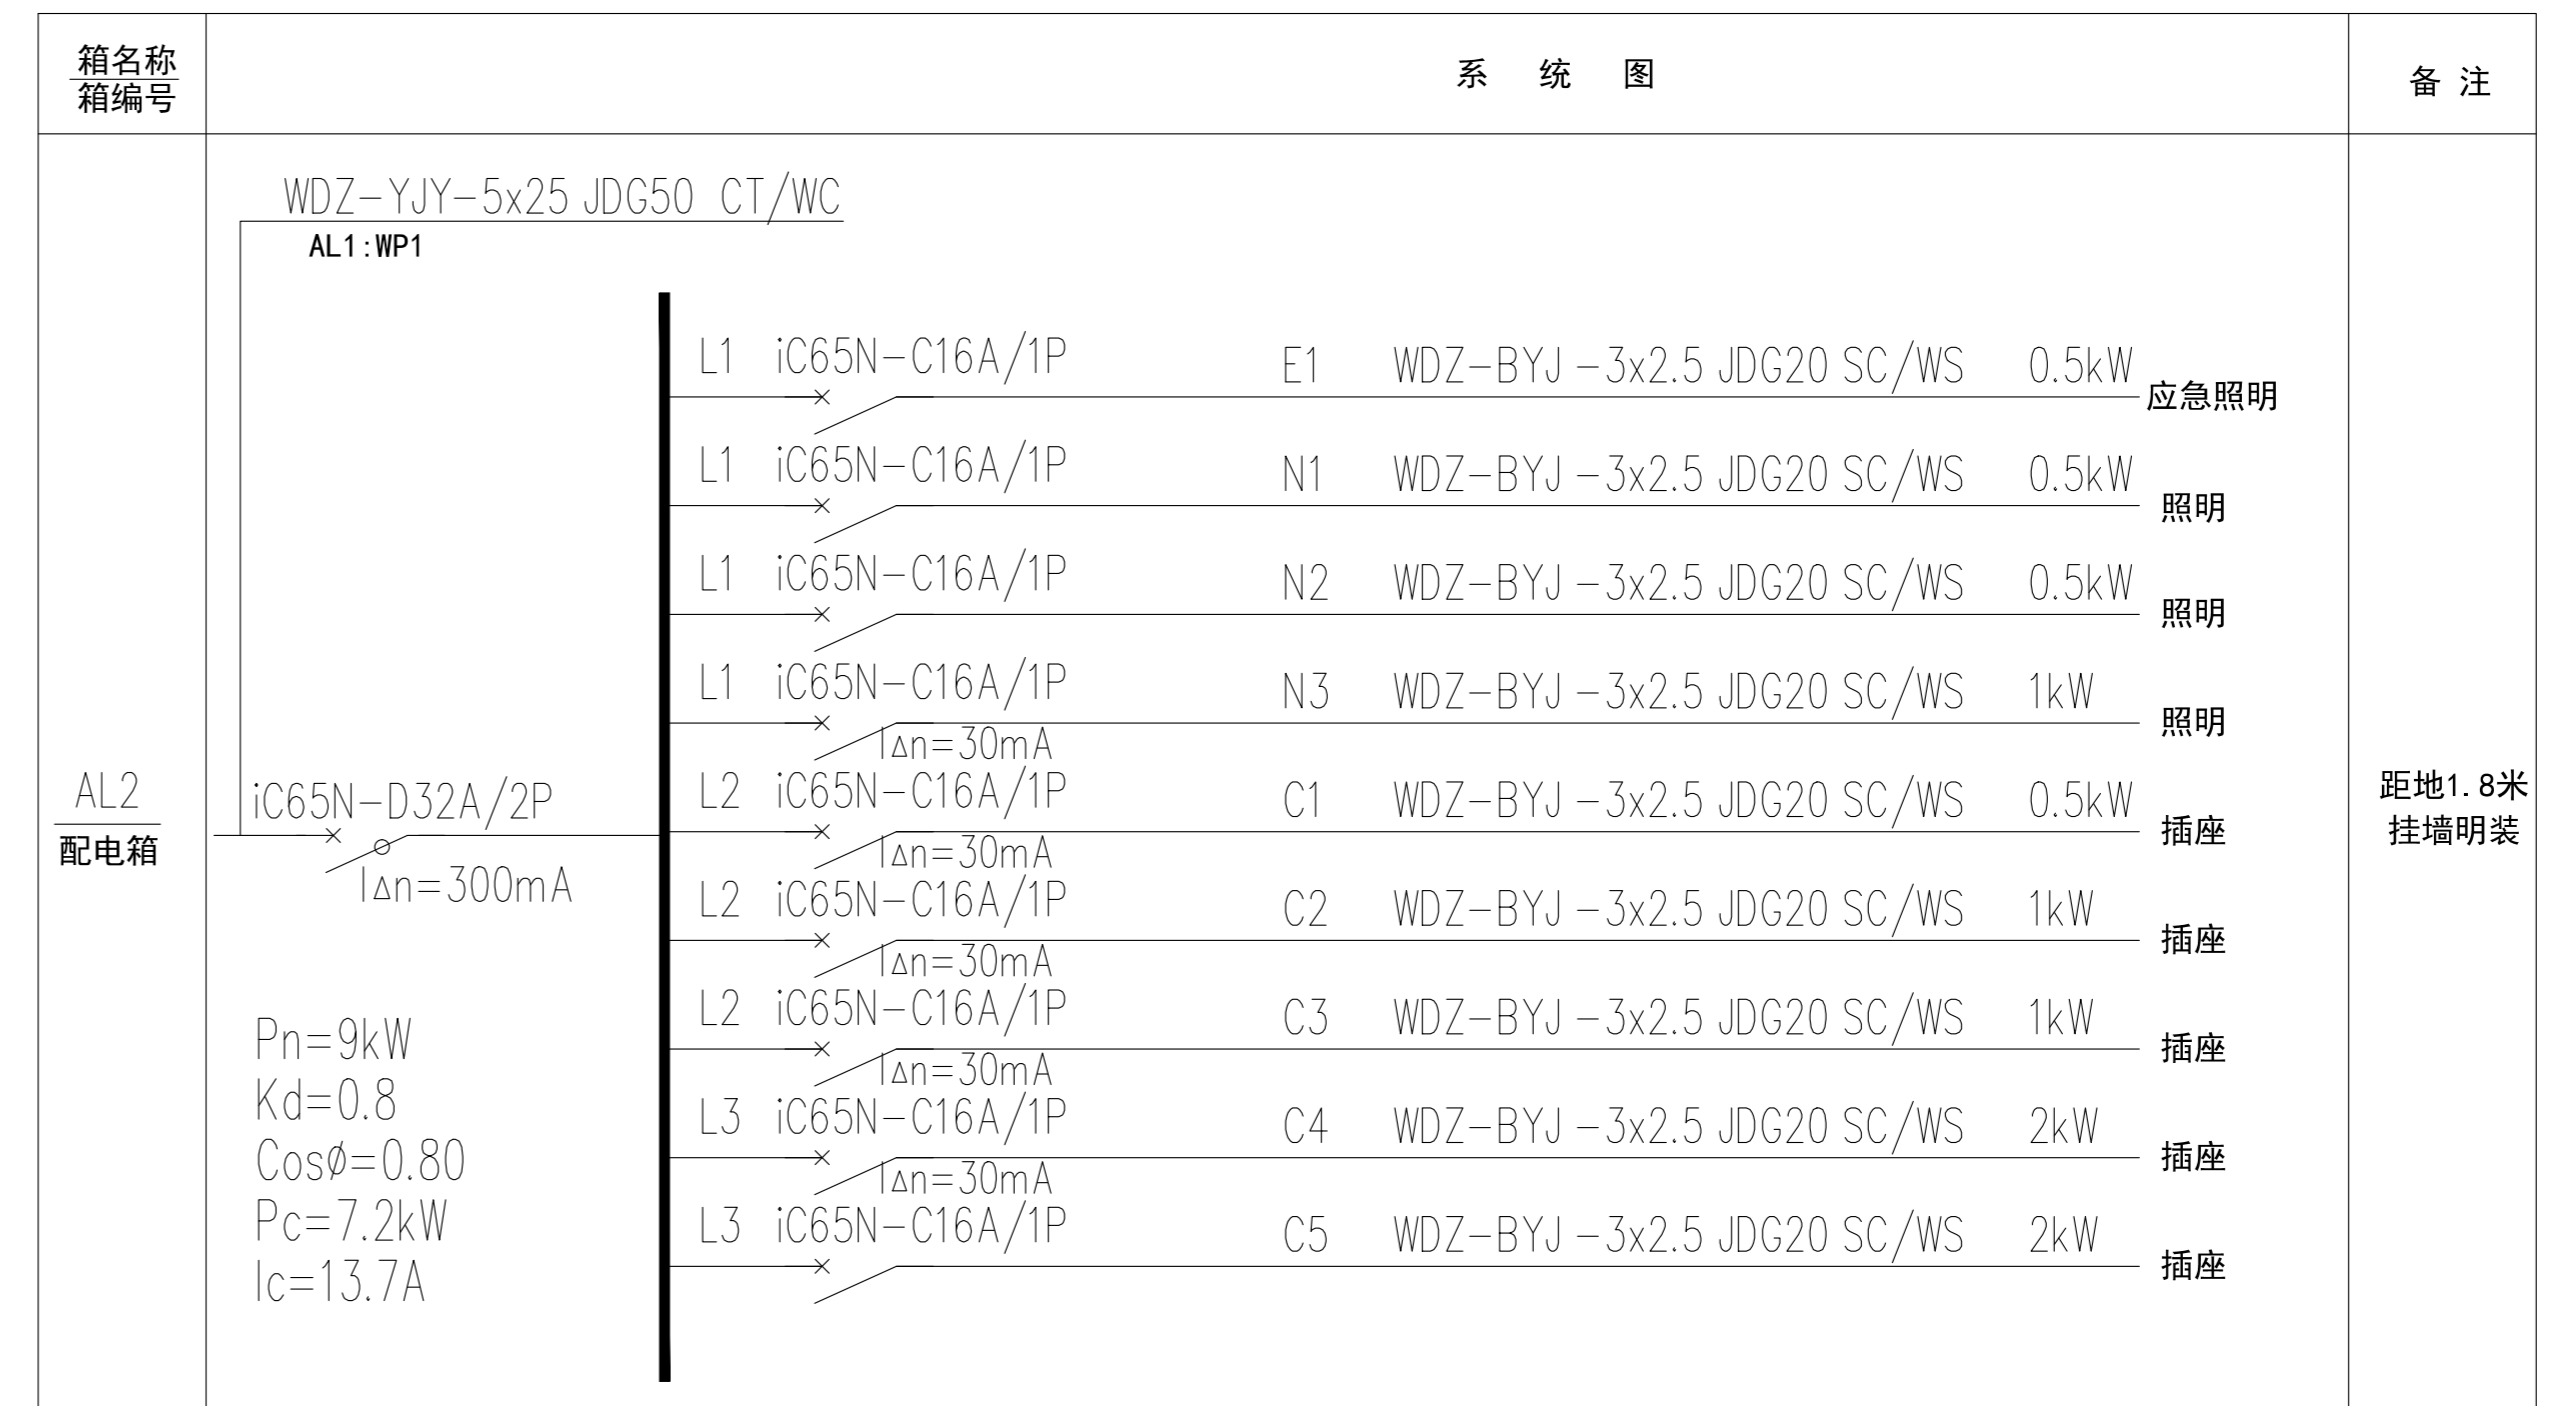 箱名称
箱编号
系 统 图
备 注
WDZ-YJY-5x25 JDG50 CT/WC
AL1:WP1
L1 iC65N-C16A/1P E1 WDZ-BYJ-3x2.5 JDG20 SC/WS 0.5kW 应急照明
L1 iC65N-C16A/1P N1 WDZ-BYJ-3x2.5 JDG20 SC/WS 0.5kW 照明
L1 iC65N-C16A/1P N2 WDZ-BYJ-3x2.5 JDG20 SC/WS 0.5kW 照明
L1 iC65N-C16A/1P N3 WDZ-BYJ-3x2.5 JDG20 SC/WS 1kW 照明
I△n=30mA
L2 iC65N-C16A/1P C1 WDZ-BYJ-3x2.5 JDG20 SC/WS 0.5kW 插座
I△n=30mA
L2 iC65N-C16A/1P C2 WDZ-BYJ-3x2.5 JDG20 SC/WS 1kW 插座
I△n=30mA
L2 iC65N-C16A/1P C3 WDZ-BYJ-3x2.5 JDG20 SC/WS 1kW 插座
I△n=30mA
L3 iC65N-C16A/1P C4 WDZ-BYJ-3x2.5 JDG20 SC/WS 2kW 插座
I△n=30mA
L3 iC65N-C16A/1P C5 WDZ-BYJ-3x2.5 JDG20 SC/WS 2kW 插座
AL2
配电箱
iC65N-D32A/2P
I△n=300mA
Pn=9kW
Kd=0.8
Cosø=0.80
Pc=7.2kW
Ic=13.7A
距地1.8米
挂墙明装